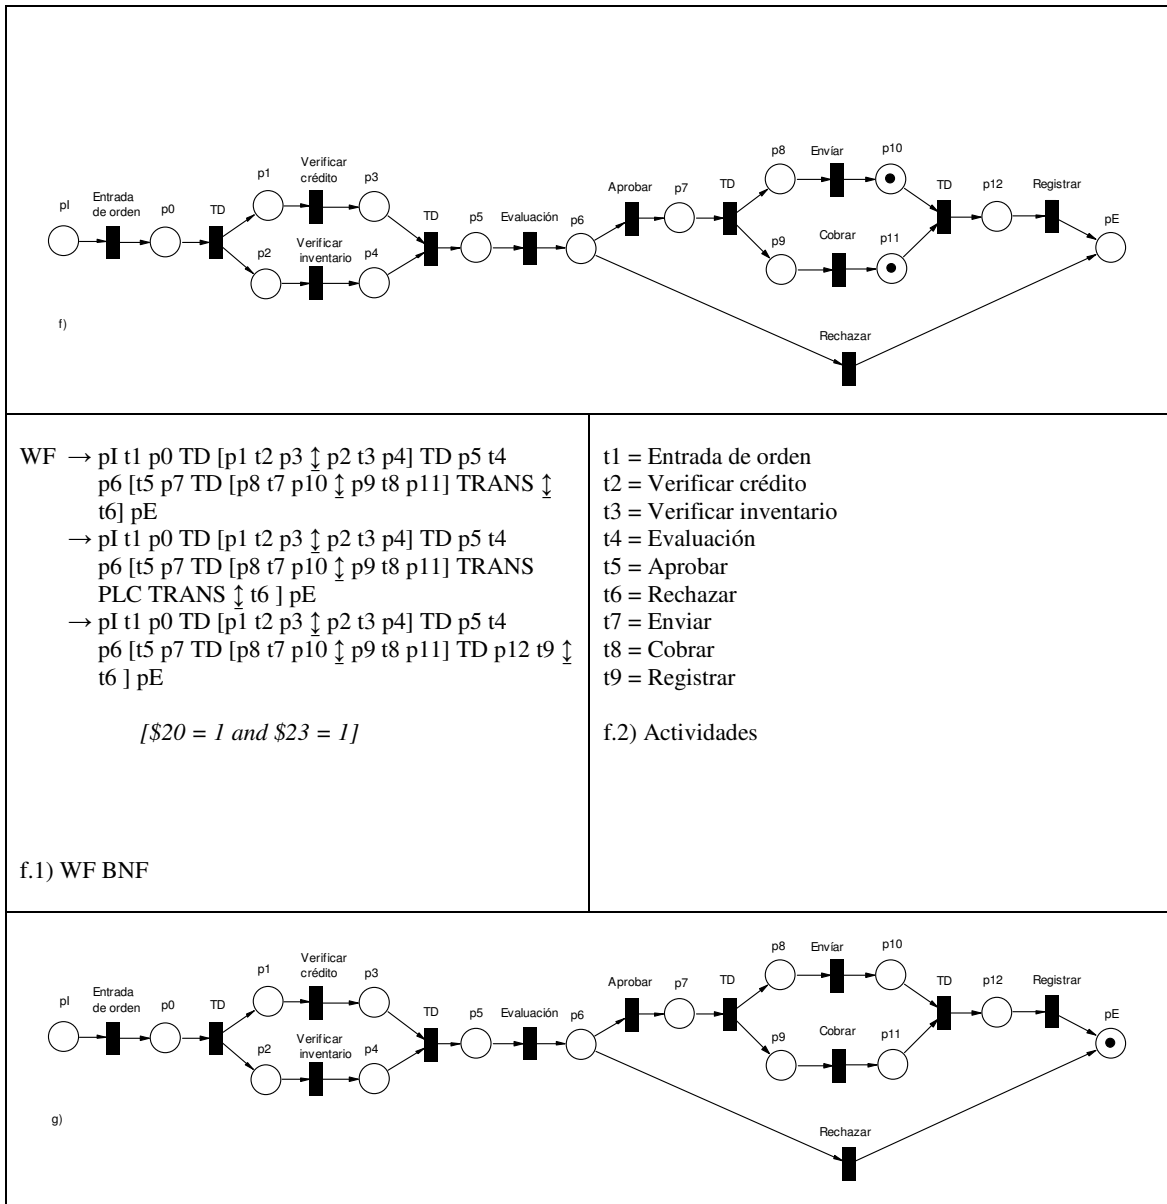 Verificar
crédito
p1
p3
Entrada
de orden
pI
p0
TD
TD
p5
Evaluación
p6
Verificar
inventario
p2
p4
Aprobar
p7
TD
p8
Envíar
p10
TD
p12
Registrar
pE
p9
Cobrar
p11
f)
Rechazar
WF → pI t1 p0 TD [p1 t2 p3 ↨ p2 t3 p4] TD p5 t4
p6 [t5 p7 TD [p8 t7 p10 ↨ p9 t8 p11] TRANS ↨
t6] pE
→ pI t1 p0 TD [p1 t2 p3 ↨ p2 t3 p4] TD p5 t4
p6 [t5 p7 TD [p8 t7 p10 ↨ p9 t8 p11] TRANS
PLC TRANS ↨ t6 ] pE
→ pI t1 p0 TD [p1 t2 p3 ↨ p2 t3 p4] TD p5 t4
p6 [t5 p7 TD [p8 t7 p10 ↨ p9 t8 p11] TD p12 t9 ↨
t6 ] pE
[$20 = 1 and $23 = 1]
f.1) WF BNF
t1 = Entrada de orden
t2 = Verificar crédito
t3 = Verificar inventario
t4 = Evaluación
t5 = Aprobar
t6 = Rechazar
t7 = Enviar
t8 = Cobrar
t9 = Registrar
f.2) Actividades
Verificar
crédito
p1
p3
Entrada
de orden
pI
p0
TD
TD
p5
Evaluación
p6
Verificar
inventario
p2
p4
Aprobar
p7
TD
p8
Envíar
p10
TD
p12
Registrar
pE
p9
Cobrar
p11
g)
Rechazar